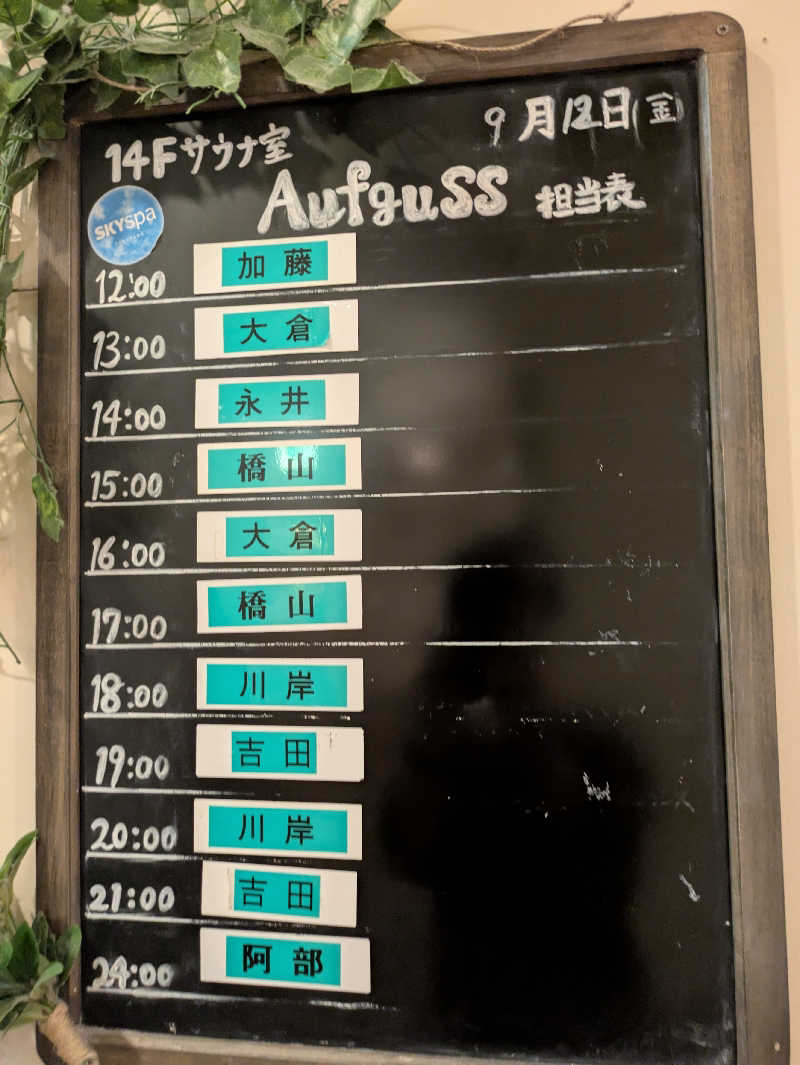 9月12日(金)
14Fサウナ室
Aufguss 担当表
SKYspa
12:00 加藤
13:00 大倉
14:00 永井
15:00 橋山
16:00 大倉
17:00 橋山
18:00 川岸
19:00 吉田
20:00 川岸
21:00 吉田
24:00 阿部